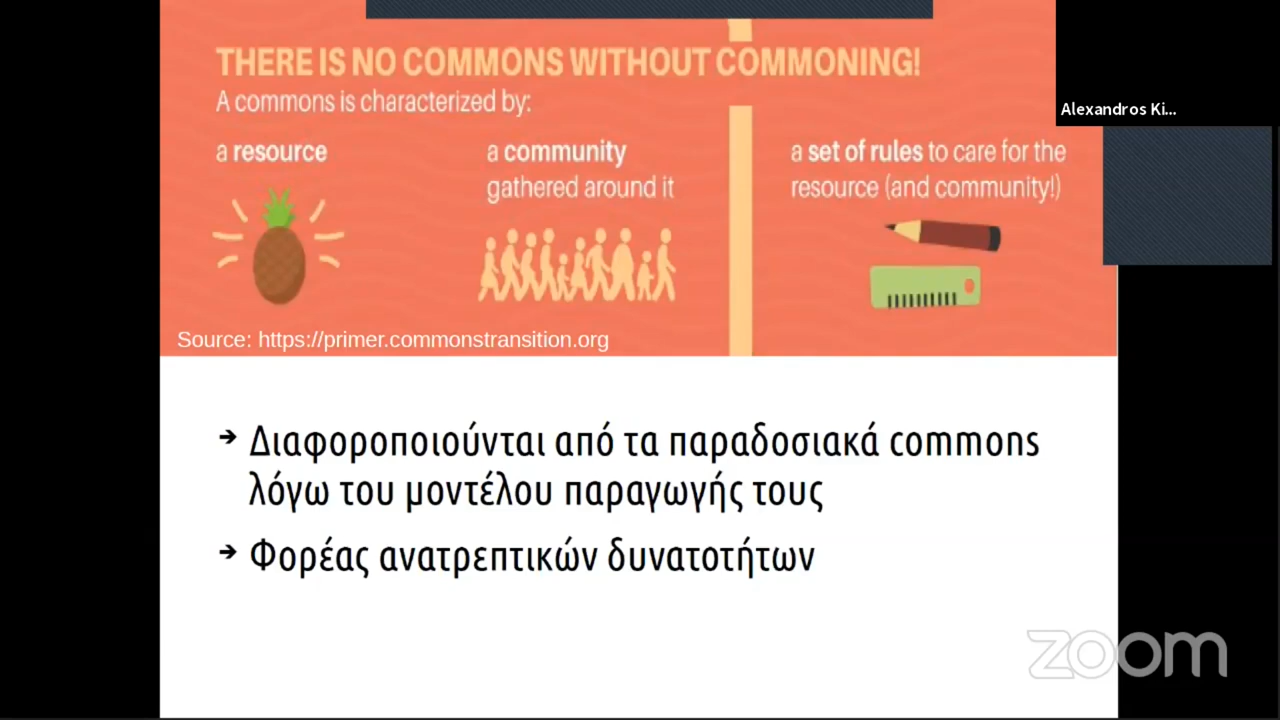 THERE IS NO COMMONS WITHOUT COMMONING!
A commons is characterized by:
a resource
a community
gathered around it
a set of rules to care for the
resource (and community!)
Source: https://primer.commonstransition.org
Alexandros Ki...
➔ Διαφοροποιούνται από τα παραδοσιακά commons
λόγω του μοντέλου παραγωγής τους
➔ Φορέας ανατρεπτικών δυνατοτήτων
zoom